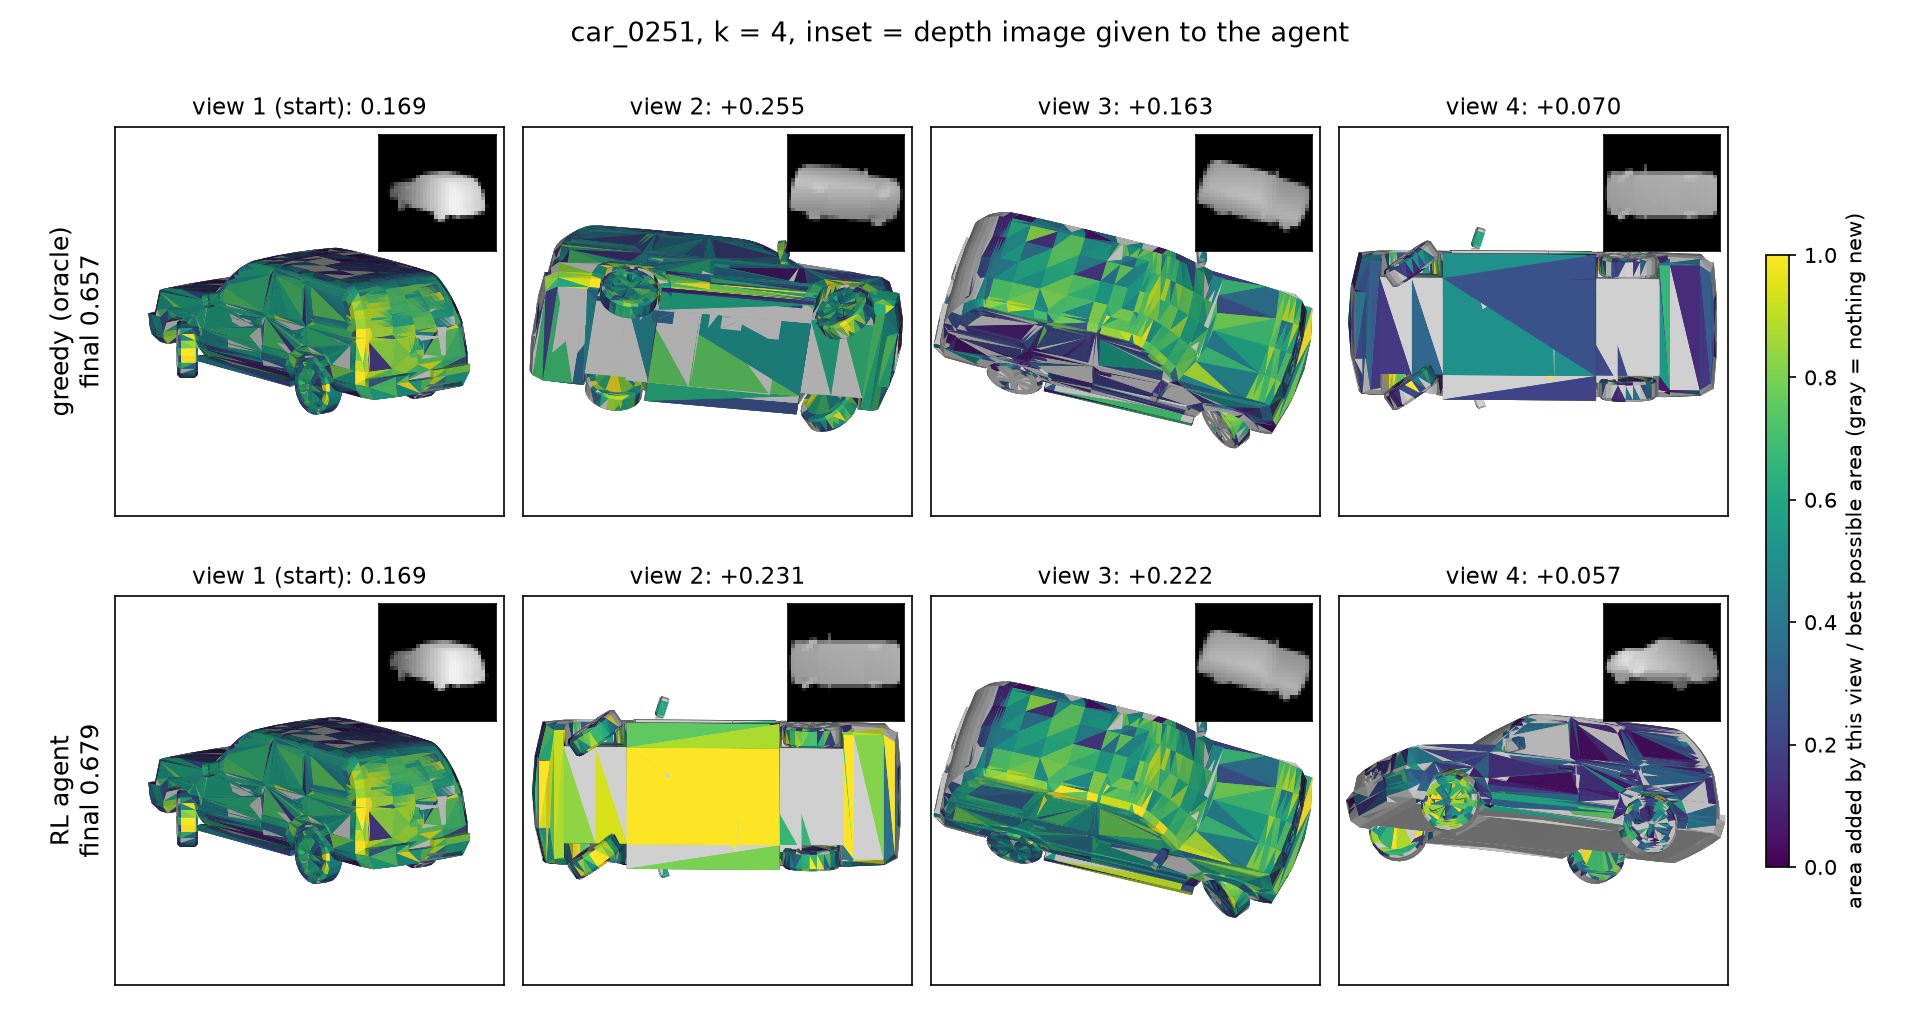 car_0251, k = 4, inset = depth image given to the agent
greedy (oracle)
final 0.657
view 1 (start): 0.169
view 2: +0.255
view 3: +0.163
view 4: +0.070
RL agent
final 0.679
view 1 (start): 0.169
view 2: +0.231
view 3: +0.222
view 4: +0.057
1.0
0.8
0.6
0.4
0.2
0.0
area added by this view / best possible area (gray = nothing new)